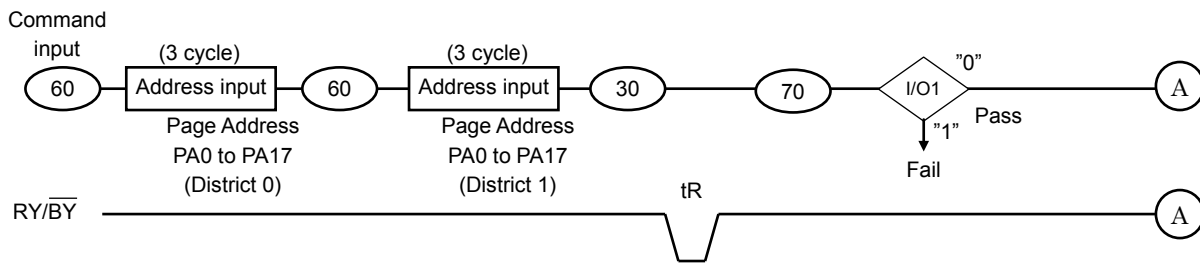 Command
input
(3 cycle)
(3 cycle)
60
Address input
60
Address input
30
70
I/O1
”0”
A
Page Address
PA0 to PA17
(District 0)
Page Address
PA0 to PA17
(District 1)
”1”
Pass
Fail
tR
RY/BY
A